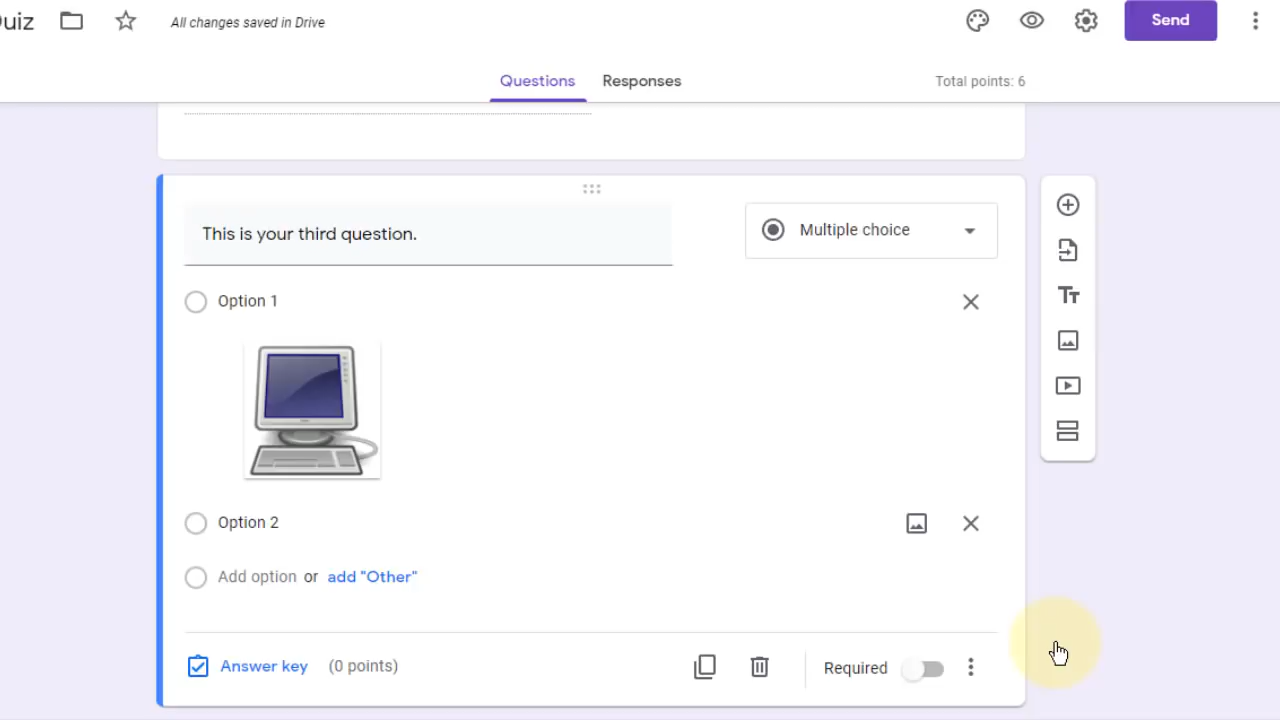 uiz
All changes saved in Drive
Send
Questions
Responses
Total points: 6
This is your third question.
Multiple choice
Option 1
Option 2
Add option or add "Other"
Answer key (0 points)
Required